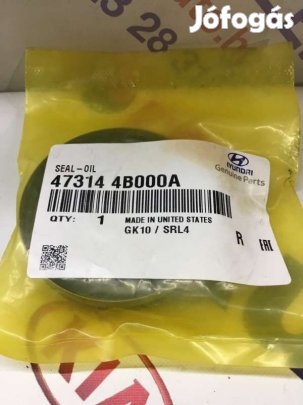 Jófogás
SEAL-OIL
47314 4B000A
HYUNDAI
Genuine Parts
QTY: 1 MADE IN UNITED STATES
GK10 / SRL4
R EAC